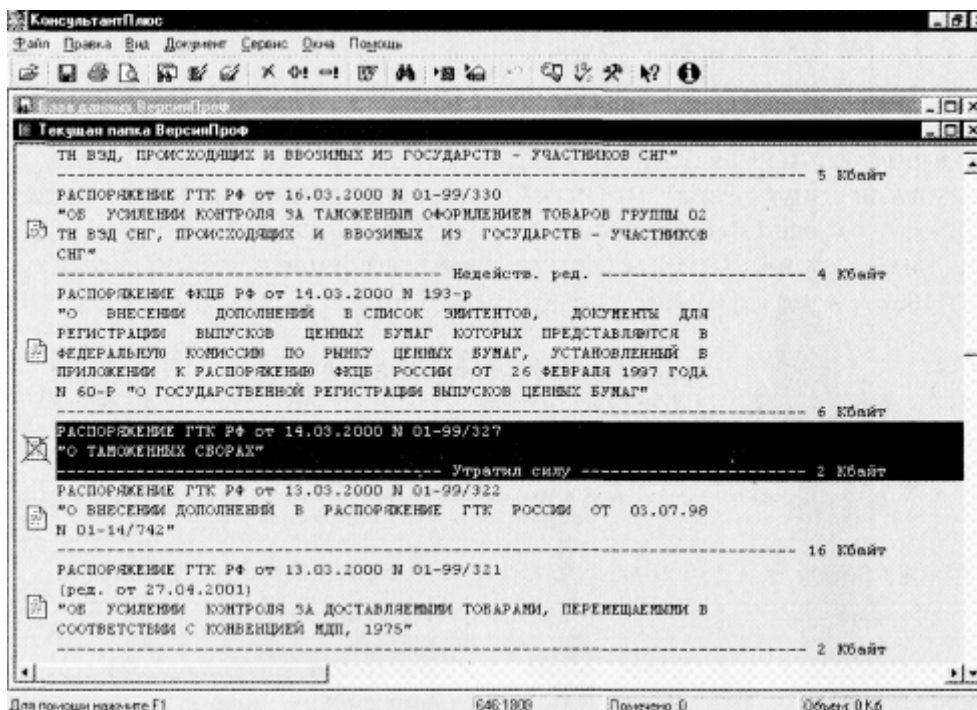 КонсультантПлюс
Файл Правка Вид Документ Сервис Окна Помощь
База данных ВерсияПроф
Текущая папка ВерсияПроф
ТН ВЭД, ПРОИСХОДЯЩИХ И ВВОЗИМЫХ ИЗ ГОСУДАРСТВ - УЧАСТНИКОВ СНГ"
5 Кбайт
РАСПОРЯЖЕНИЕ ГТК РФ от 16.03.2000 N 01-99/330
"ОБ УСИЛЕНИИ КОНТРОЛЯ ЗА ТАМОЖЕННЫМ ОФОРМЛЕНИЕМ ТОВАРОВ ГРУППЫ 02
ТН ВЭД СНГ, ПРОИСХОДЯЩИХ И ВВОЗИМЫХ ИЗ ГОСУДАРСТВ - УЧАСТНИКОВ
СНГ"
Недейств. ред. 4 Кбайт
РАСПОРЯЖЕНИЕ ФКЦБ РФ от 14.03.2000 N 193-р
"О ВНЕСЕНИИ ДОПОЛНЕНИЙ В СПИСОК ЭМИТЕНТОВ, ДОКУМЕНТЫ ДЛЯ
РЕГИСТРАЦИИ ВЫПУСКОВ ЦЕННЫХ БУМАГ КОТОРЫХ ПРЕДСТАВЛЯЮТСЯ В
ФЕДЕРАЛЬНУЮ КОМИССИЮ ПО РЫНКУ ЦЕННЫХ БУМАГ, УСТАНОВЛЕННЫЙ В
ПРИЛОЖЕНИИ К РАСПОРЯЖЕНИЮ ФКЦБ РОССИИ ОТ 26 ФЕВРАЛЯ 1997 ГОДА
N 60-Р "О ГОСУДАРСТВЕННОЙ РЕГИСТРАЦИИ ВЫПУСКОВ ЦЕННЫХ БУМАГ"
6 Кбайт
РАСПОРЯЖЕНИЕ ГТК РФ от 14.03.2000 N 01-99/327
"О ТАМОЖЕННЫХ СБОРАХ"
Утратил силу 2 Кбайт
РАСПОРЯЖЕНИЕ ГТК РФ от 13.03.2000 N 01-99/322
"О ВНЕСЕНИИ ДОПОЛНЕНИЙ В РАСПОРЯЖЕНИЕ ГТК РОССИИ ОТ 03.07.98
N 01-14/742"
16 Кбайт
РАСПОРЯЖЕНИЕ ГТК РФ от 13.03.2000 N 01-99/321
(ред. от 27.04.2001)
"ОБ УСИЛЕНИИ КОНТРОЛЯ ЗА ДОСТАВЛЯЕМЫМИ ТОВАРАМИ, ПЕРЕМЕЩАЕМЫМИ В
СООТВЕТСТВИИ С КОНВЕНЦИЕЙ МДП, 1975"
2 Кбайт
Для помощи нажмите F1 646:1803 Помечено: 0 Объем: 0 Кб